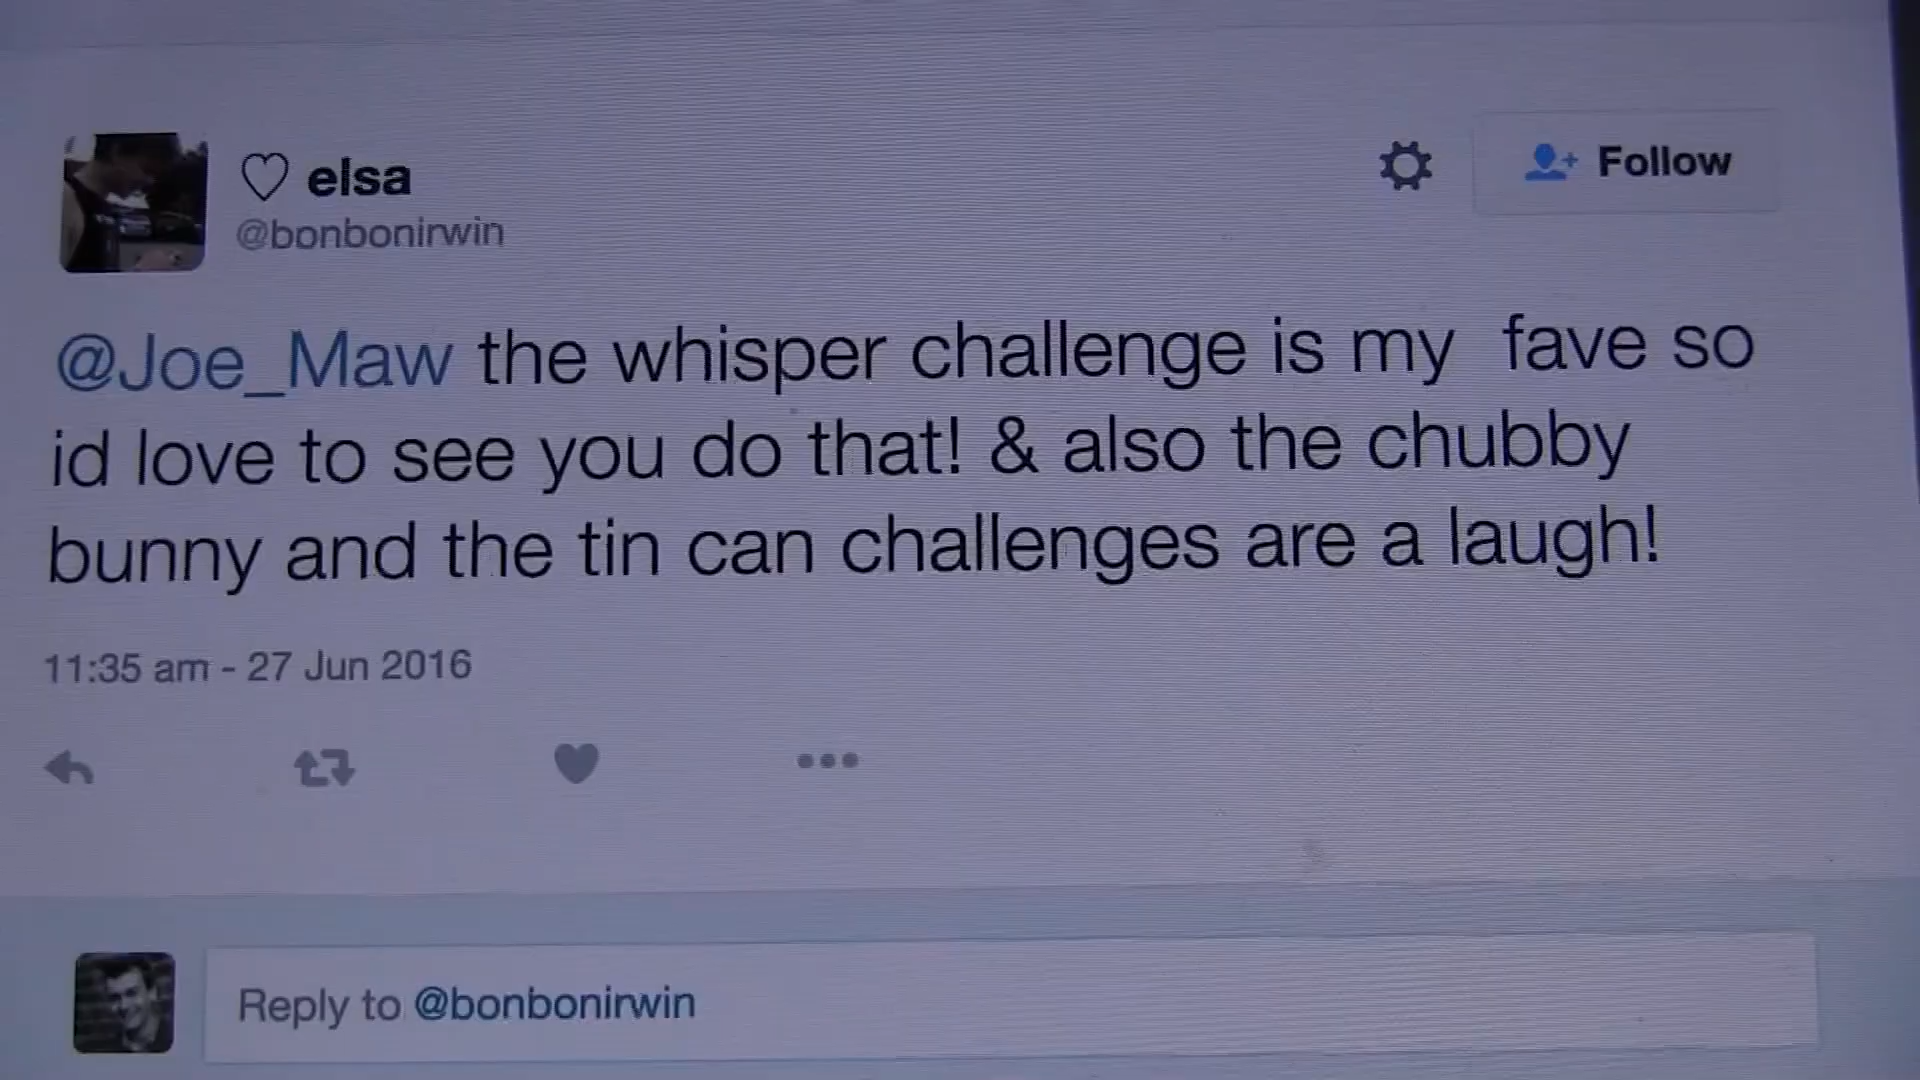 ♡ elsa
@bonbonirwin
Follow
@Joe_Maw the whisper challenge is my fave so
id love to see you do that! & also the chubby
bunny and the tin can challenges are a laugh!
11:35 am - 27 Jun 2016
Reply to @bonbonirwin